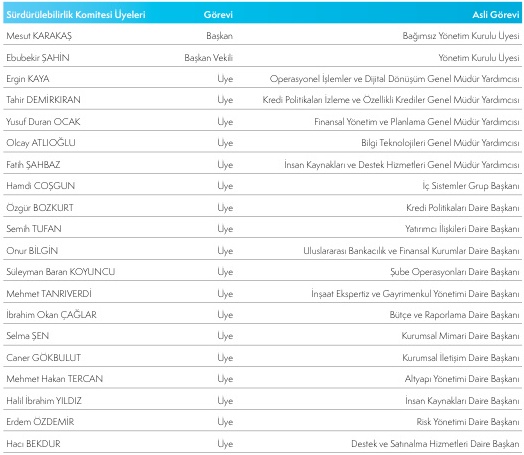 Sürdürülebilirlik Komitesi Üyeleri Görevi Asli Görevi
Mesut KARAKAŞ Başkan Bağımsız Yönetim Kurulu Üyesi
Ebubekir ŞAHİN Başkan Vekili Yönetim Kurulu Üyesi
Ergin KAYA Üye Operasyonel İşlemler ve Dijital Dönüşüm Genel Müdür Yardımcısı
Tahir DEMİRKIRAN Üye Kredi Politikaları İzleme ve Özellikli Krediler Genel Müdür Yardımcısı
Yusuf Duran OCAK Üye Finansal Yönetim ve Planlama Genel Müdür Yardımcısı
Olcay ATLIOĞLU Üye Bilgi Teknolojileri Genel Müdür Yardımcısı
Fatih ŞAHBAZ Üye İnsan Kaynakları ve Destek Hizmetleri Genel Müdür Yardımcısı
Hamdi COŞGUN Üye İç Sistemler Grup Başkanı
Özgür BOZKURT Üye Kredi Politikaları Daire Başkanı
Semih TUFAN Üye Yatırımcı İlişkileri Daire Başkanı
Onur BİLGİN Üye Uluslararası Bankacılık ve Finansal Kurumlar Daire Başkanı
Süleyman Baran KOYUNCU Üye Şube Operasyonları Daire Başkanı
Mehmet TANRIVERDİ Üye İnşaat Ekspertiz ve Gayrimenkul Yönetimi Daire Başkanı
İbrahim Okan ÇAĞLAR Üye Bütçe ve Raporlama Daire Başkanı
Selma ŞEN Üye Kurumsal Mimari Daire Başkanı
Caner GÖKBULUT Üye Kurumsal İletişim Daire Başkanı
Mehmet Hakan TERCAN Üye Altyapı Yönetimi Daire Başkanı
Halil İbrahim YILDIZ Üye İnsan Kaynakları Daire Başkanı
Erdem ÖZDEMİR Üye Risk Yönetimi Daire Başkanı
Hacı BEKDUR Üye Destek ve Satınalma Hizmetleri Daire Başkan